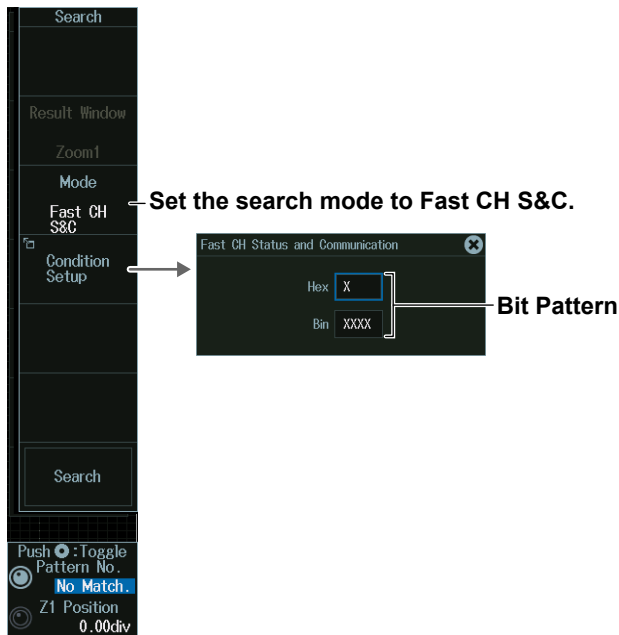 Search
Result Window
Zoom1
Mode
Fast CH
S&C
Set the search mode to Fast CH S&C.
Condition
Setup
Fast CH Status and Communication
Hex X
Bin XXXX
Bit Pattern
Search
Push :Toggle
Pattern No.
No Match.
Z1 Position
0.00div